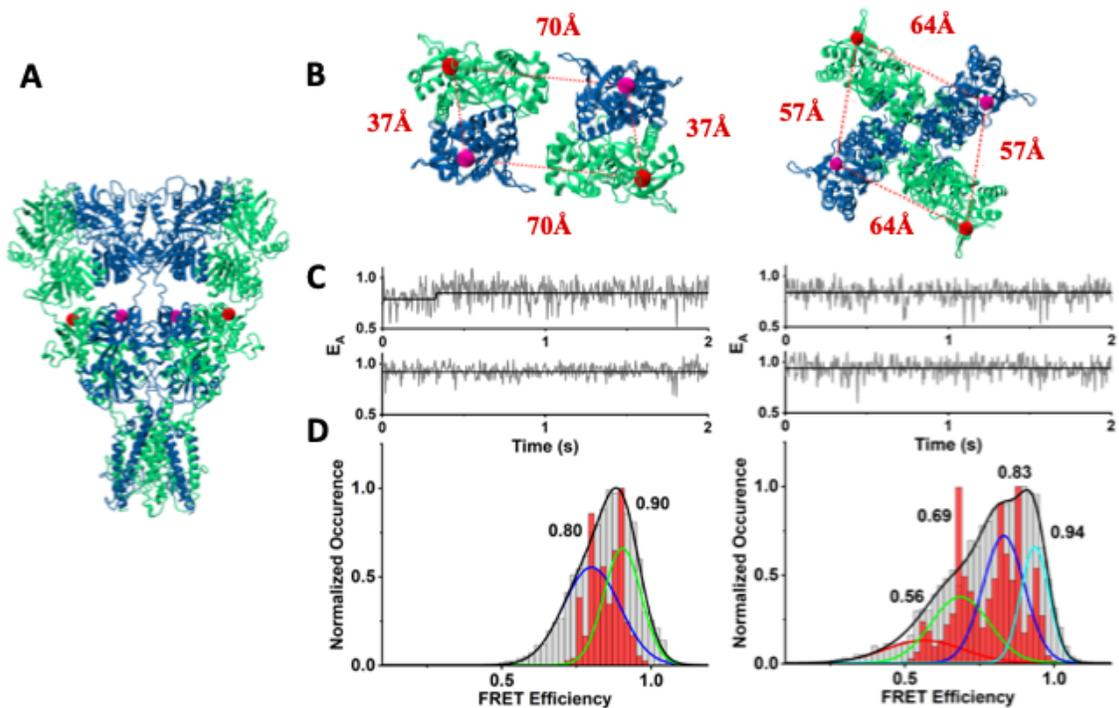 A
B
70Å
37Å
37Å
70Å
64Å
57Å
57Å
64Å
C
1.0
0.5
E_A
1.0
0.5
0
1
2
0
1
2
Time (s)
1.0
0.5
E_A
1.0
0.5
0
1
2
0
1
2
Time (s)
D
Normalized Occurence
1.0
0.5
0.0
0.80
0.90
0.5
1.0
FRET Efficiency
Normalized Occurence
1.0
0.5
0.0
0.56
0.69
0.83
0.94
0.5
1.0
FRET Efficiency